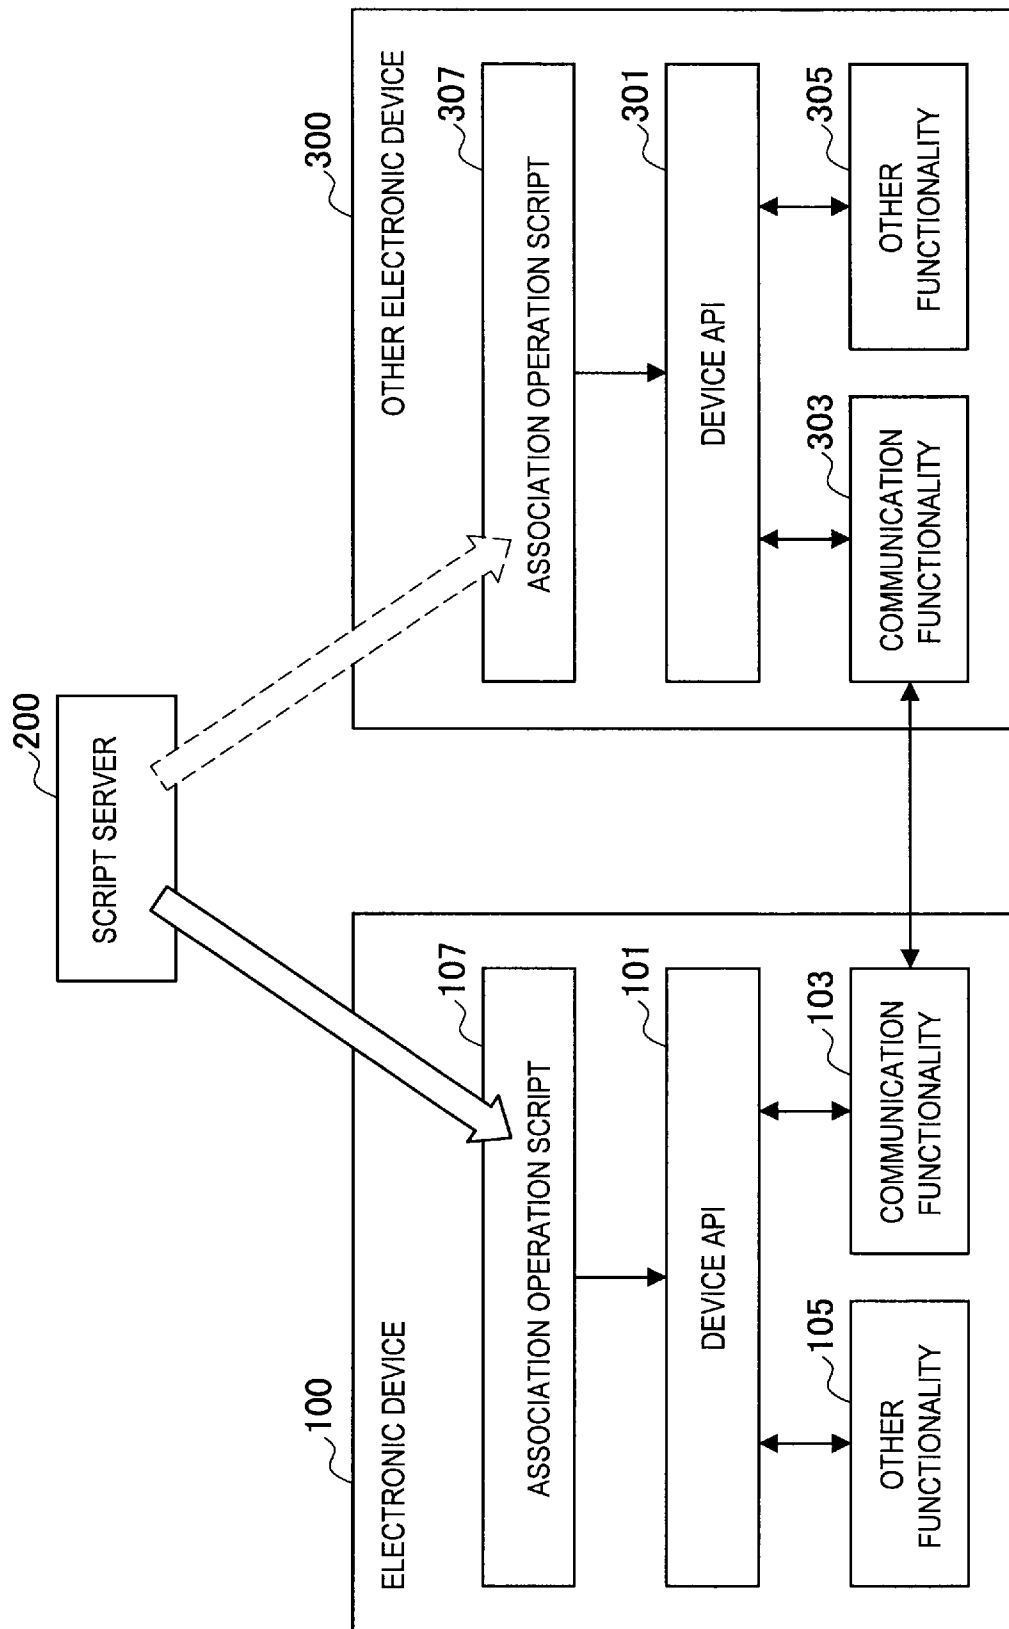 200
SCRIPT SERVER
100
ELECTRONIC DEVICE
107
ASSOCIATION OPERATION SCRIPT
101
DEVICE API
105
OTHER
FUNCTIONALITY
103
COMMUNICATION
FUNCTIONALITY
300
OTHER ELECTRONIC DEVICE
307
ASSOCIATION OPERATION SCRIPT
301
DEVICE API
303
COMMUNICATION
FUNCTIONALITY
305
OTHER
FUNCTIONALITY